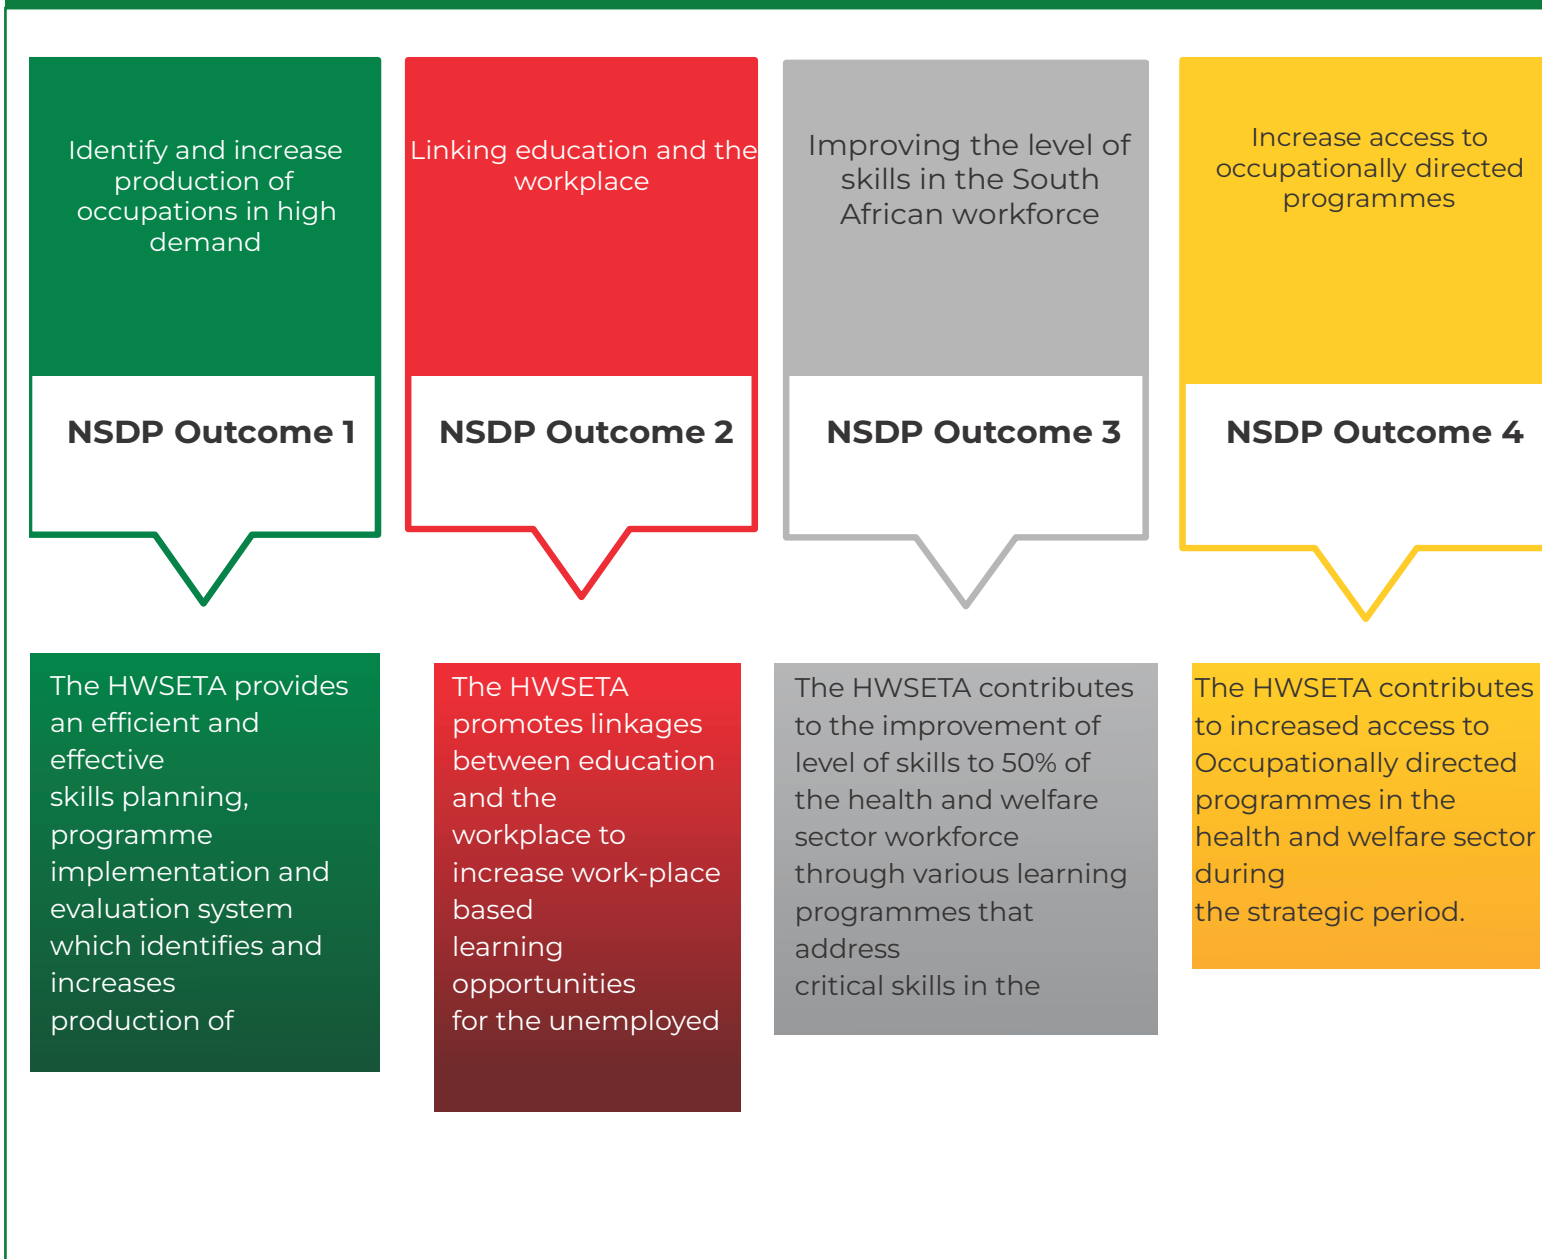 Identify and increase
production of
occupations in high
demand
NSDP Outcome 1
The HWSETA provides
an efficient and
effective
skills planning,
programme
implementation and
evaluation system
which identifies and
increases
production of
Linking education and the
workplace
NSDP Outcome 2
The HWSETA
promotes linkages
between education
and the
workplace to
increase work-place
based
learning
opportunities
for the unemployed
Improving the level of
skills in the South
African workforce
NSDP Outcome 3
The HWSETA contributes
to the improvement of
level of skills to 50% of
the health and welfare
sector workforce
through various learning
programmes that
address
critical skills in the
Increase access to
occupationally directed
programmes
NSDP Outcome 4
The HWSETA contributes
to increased access to
Occupationally directed
programmes in the
health and welfare sector
during
the strategic period.